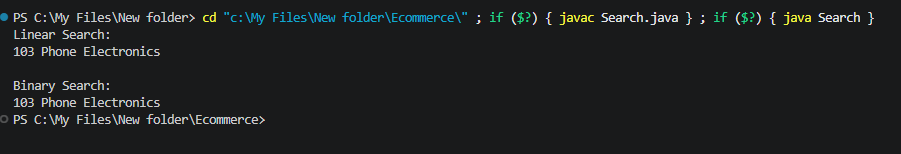 PS C:\My Files\New folder> cd "c:\My Files\New folder\Ecommerce\" ; if ($?) { javac Search.java } ; if ($?) { java Search }
Linear Search:
103 Phone Electronics

Binary Search:
103 Phone Electronics
PS C:\My Files\New folder\Ecommerce>